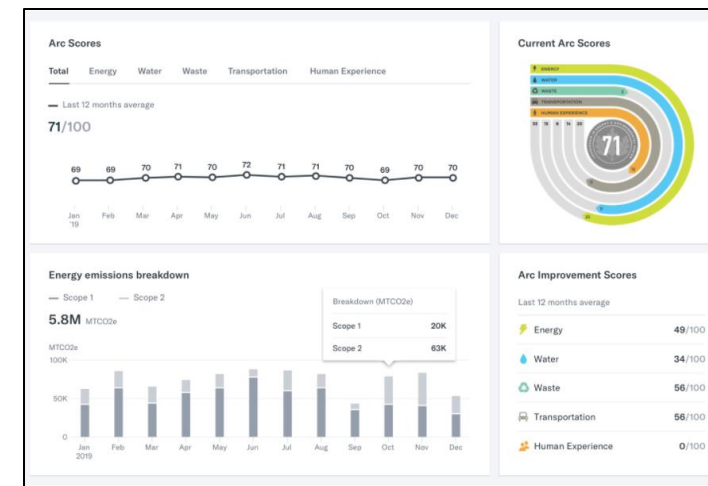 Arc Scores
Total Energy Water Waste Transportation Human Experience
Last 12 months average
71/100
69 69 70 71 70 72 71 71 70 69 70 70
Jan Feb Mar Apr May Jun Jul Aug Sep Oct Nov Dec
'19
Current Arc Scores
ENERGY
WATER
WASTE
TRANSPORTATION
HUMAN EXPERIENCE
71
Energy emissions breakdown
Scope 1 Scope 2
5.8M MTCO2e
MTCO2e
100K
50K
0
Breakdown (MTCO2e)
Scope 1 20K
Scope 2 63K
Jan Feb Mar Apr May Jun Jul Aug Sep Oct Nov Dec
2019
Arc Improvement Scores
Last 12 months average
Energy 49/100
Water 34/100
Waste 56/100
Transportation 56/100
Human Experience 0/100